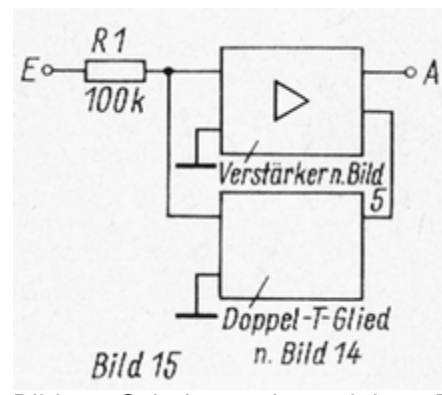 R1
E
A
100k
Verstärker n. Bild
5
Doppel-T-Glied
n. Bild 14
Bild 15